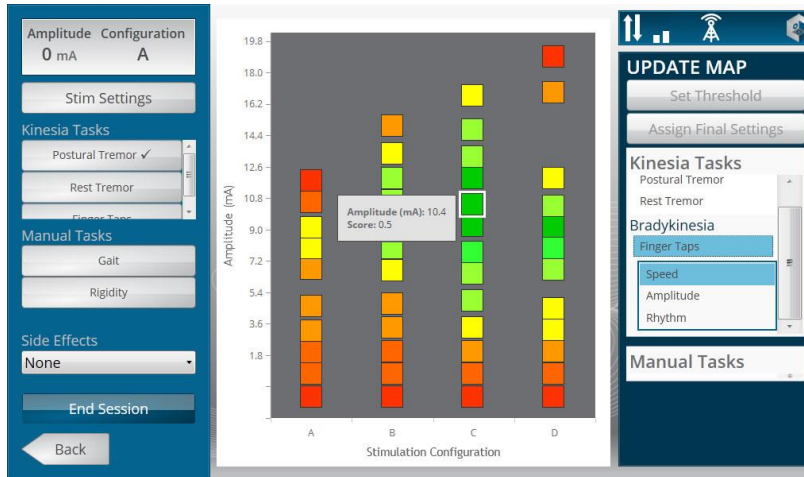 Amplitude Configuration
0 mA A
Stim Settings
Kinesia Tasks
Postural Tremor ✓
Rest Tremor
Finger Taps
Manual Tasks
Gait
Rigidity
Side Effects
None
End Session
Back
19.8
18.0
16.2
14.4
12.6
10.8
9.0
7.2
5.4
3.6
1.8
Amplitude (mA)
Amplitude (mA): 10.4
Score: 0.5
A B C D
Stimulation Configuration
UPDATE MAP
Set Threshold
Assign Final Settings
Kinesia Tasks
Postural Tremor
Rest Tremor
Bradykinesia
Finger Taps
Speed
Amplitude
Rhythm
Manual Tasks